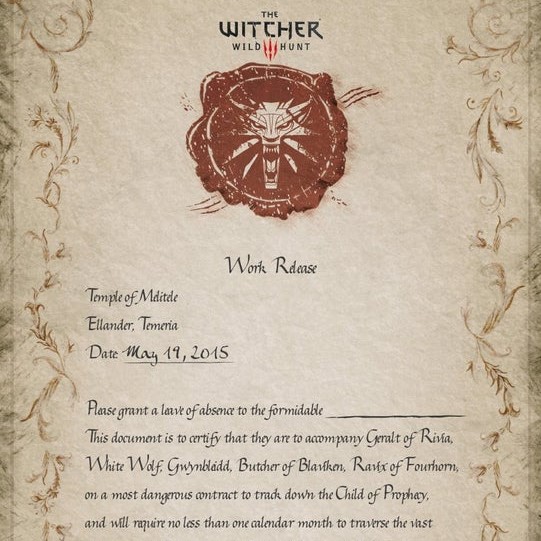 THE
WITCHER
WILD HUNT
Work Release
Temple of Melitele
Ellander, Temeria
Date May 19, 2015
Please grant a leave of absence to the formidable
This document is to certify that they are to accompany Geralt of Rivia,
White Wolf, Gwynbleidd, Butcher of Blaviken, Ravix of Fourhorn,
on a most dangerous contract to track down the Child of Prophecy,
and will require no less than one calendar month to traverse the vast